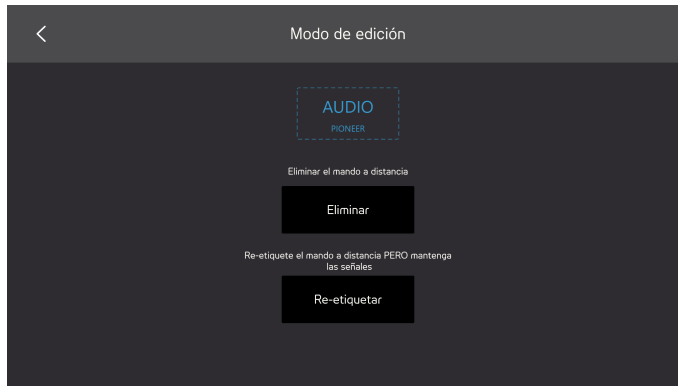 Modo de edición
AUDIO
PIONEER
Eliminar el mando a distancia
Eliminar
Re-etiquete el mando a distancia PERO mantenga
las señales
Re-etiquetar